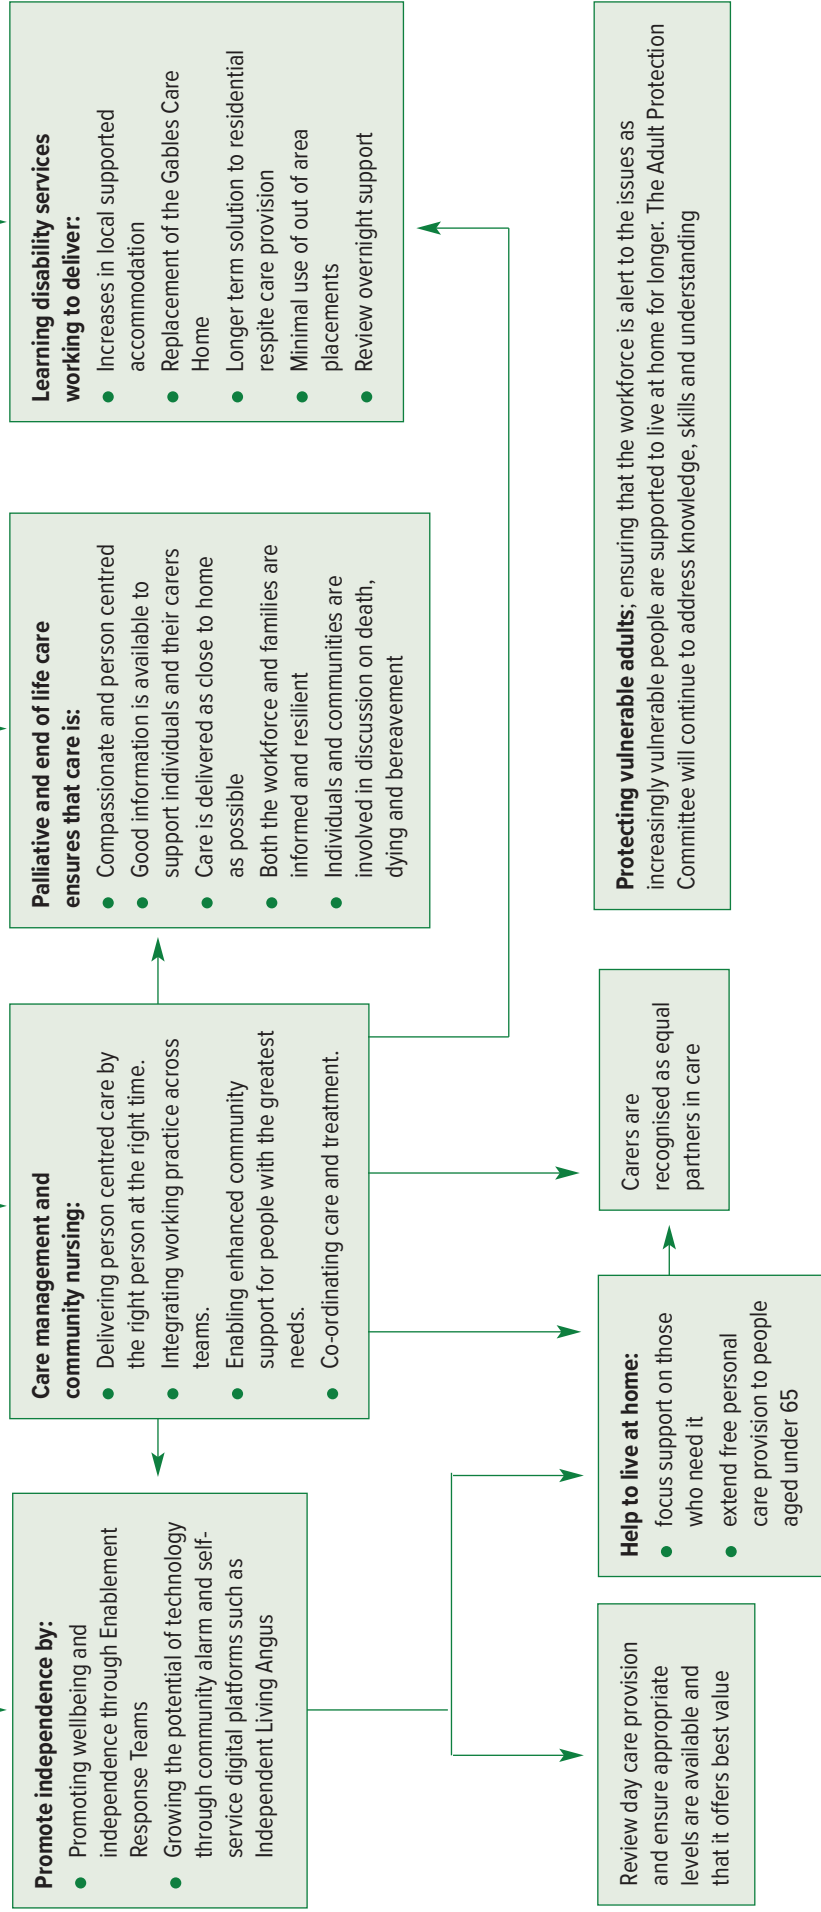 Promote independence by:
● Promoting wellbeing and
independence through Enablement
Response Teams
● Growing the potential of technology
through community alarm and self-
service digital platforms such as
Independent Living Angus
Care management and
community nursing:
● Delivering person centred care by
the right person at the right time.
● Integrating working practice across
teams.
● Enabling enhanced community
support for people with the greatest
needs.
● Co-ordinating care and treatment.
Palliative and end of life care
ensures that care is:
● Compassionate and person centred
● Good information is available to
support individuals and their carers
● Care is delivered as close to home
as possible
● Both the workforce and families are
informed and resilient
● Individuals and communities are
involved in discussion on death,
dying and bereavement
Learning disability services
working to deliver:
● Increases in local supported
accommodation
● Replacement of the Gables Care
Home
● Longer term solution to residential
respite care provision
● Minimal use of out of area
placements
● Review overnight support
Review day care provision
and ensure appropriate
levels are available and
that it offers best value
Help to live at home:
● focus support on those
who need it
● extend free personal
care provision to people
aged under 65
Carers are
recognised as equal
partners in care
Protecting vulnerable adults; ensuring that the workforce is alert to the issues as
increasingly vulnerable people are supported to live at home for longer. The Adult Protection
Committee will continue to address knowledge, skills and understanding